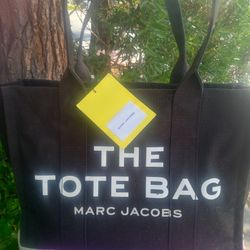 THE
TOTE BAG
MARC JACOBS